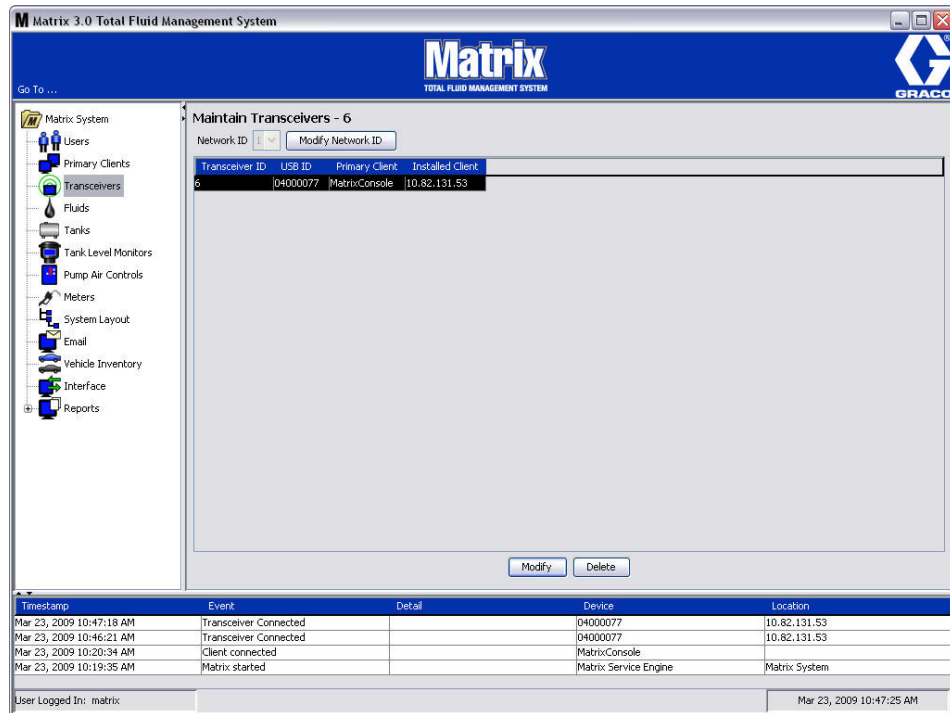 M Matrix 3.0 Total Fluid Management System
Matrix
TOTAL FLUID MANAGEMENT SYSTEM
Go To ...
GRACO
Matrix System
Users
Primary Clients
Transceivers
Fluids
Tanks
Tank Level Monitors
Pump Air Controls
Meters
System Layout
Email
Vehicle Inventory
Interface
Reports
Maintain Transceivers - 6
Network ID 1 Modify Network ID
Transceiver ID USB ID Primary Client Installed Client
6 04000077 MatrixConsole 10.82.131.53
Modify Delete
Timestamp Event Detail Device Location
Mar 23, 2009 10:47:18 AM Transceiver Connected 04000077 10.82.131.53
Mar 23, 2009 10:46:21 AM Transceiver Connected 04000077 10.82.131.53
Mar 23, 2009 10:20:34 AM Client connected MatrixConsole
Mar 23, 2009 10:19:35 AM Matrix started Matrix Service Engine Matrix System
User Logged In: matrix Mar 23, 2009 10:47:25 AM